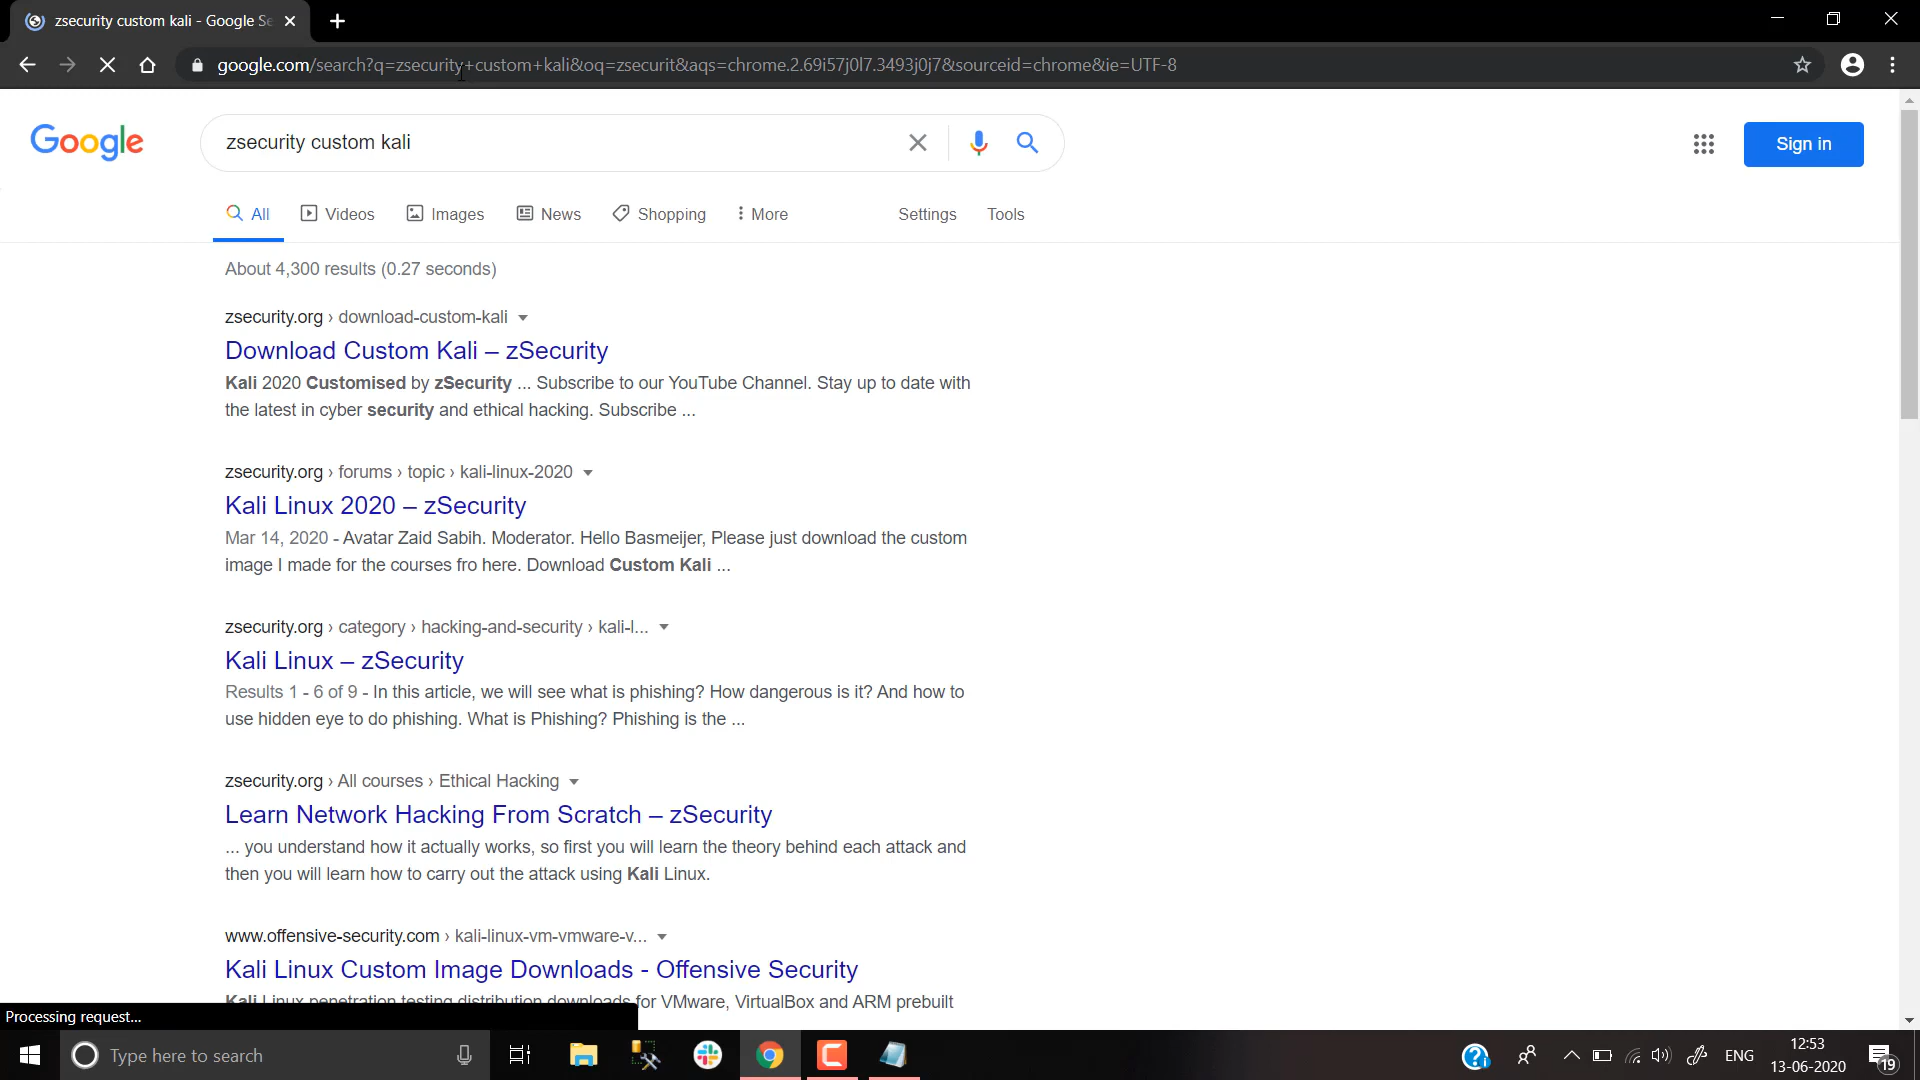 zsecurity custom kali - Google Se
google.com/search?q=zsecurity+custom+kali&oq=zsecurit&aqs=chrome.2.69i57j0l7.3493j0j7&sourceid=chrome&ie=UTF-8
Google
zsecurity custom kali
Sign in
All Videos Images News Shopping More Settings Tools
About 4,300 results (0.27 seconds)
zsecurity.org › download-custom-kali
Download Custom Kali – zSecurity
Kali 2020 Customised by zSecurity ... Subscribe to our YouTube Channel. Stay up to date with
the latest in cyber security and ethical hacking. Subscribe ...
zsecurity.org › forums › topic › kali-linux-2020
Kali Linux 2020 – zSecurity
Mar 14, 2020 - Avatar Zaid Sabih. Moderator. Hello Basmeijer, Please just download the custom
image I made for the courses fro here. Download Custom Kali ...
zsecurity.org › category › hacking-and-security › kali-l...
Kali Linux – zSecurity
Results 1 - 6 of 9 - In this article, we will see what is phishing? How dangerous is it? And how to
use hidden eye to do phishing. What is Phishing? Phishing is the ...
zsecurity.org › All courses › Ethical Hacking
Learn Network Hacking From Scratch – zSecurity
... you understand how it actually works, so first you will learn the theory behind each attack and
then you will learn how to carry out the attack using Kali Linux.
www.offensive-security.com › kali-linux-vm-vmware-v...
Kali Linux Custom Image Downloads - Offensive Security
Kali Linux penetration testing distribution downloads for VMware, VirtualBox and ARM prebuilt
Processing request...
Type here to search
ENG
12:53
13-06-2020
19